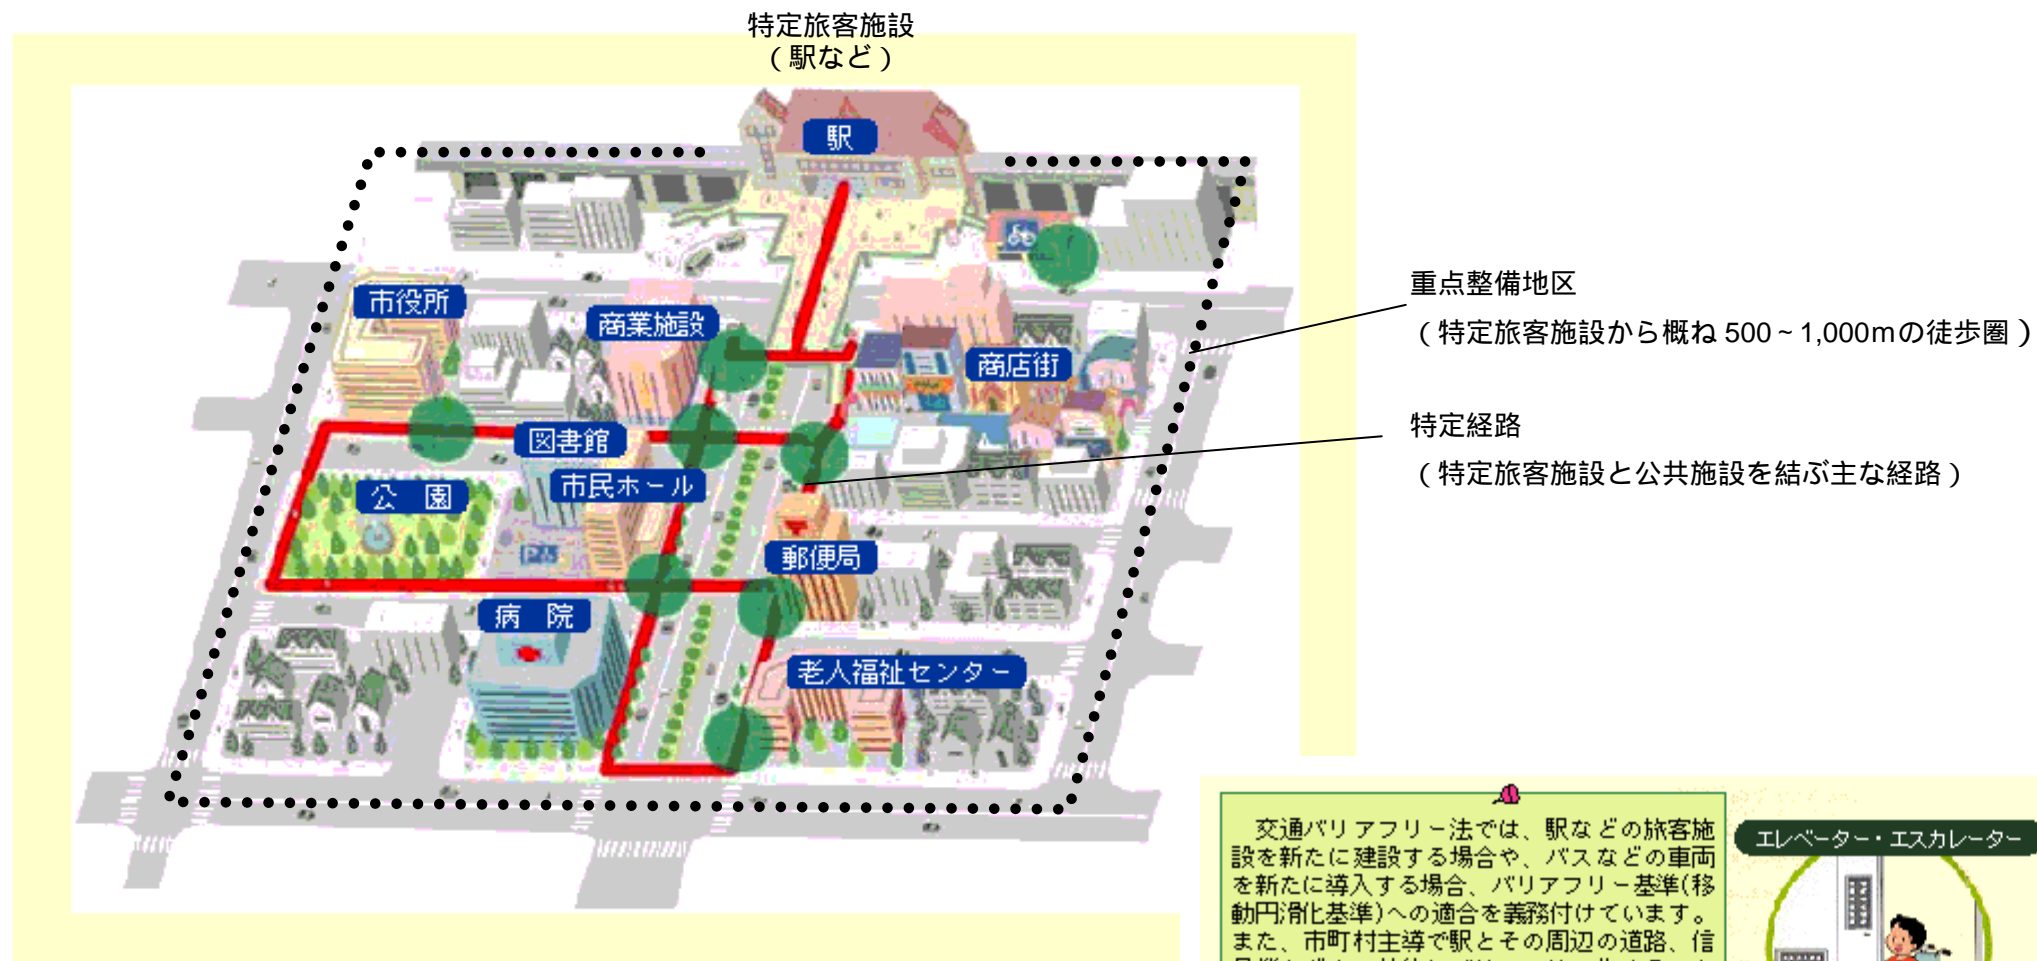 特定旅客施設
（駅など）
駅
市役所
商業施設
商店街
図書館
市民ホール
公　園
郵便局
病　院
老人福祉センター
重点整備地区
（特定旅客施設から概ね 500~1,000mの徒歩圏）
特定経路
（特定旅客施設と公共施設を結ぶ主な経路）
交通バリアフリー法では、駅などの旅客施
設を新たに建設する場合や、バスなどの車両
を新たに導入する場合、バリアフリー基準(移
動円滑化基準)への適合を義務付けています。
また、市町村主導で駅とその周辺の道路、信
エレベーター・エスカレーター